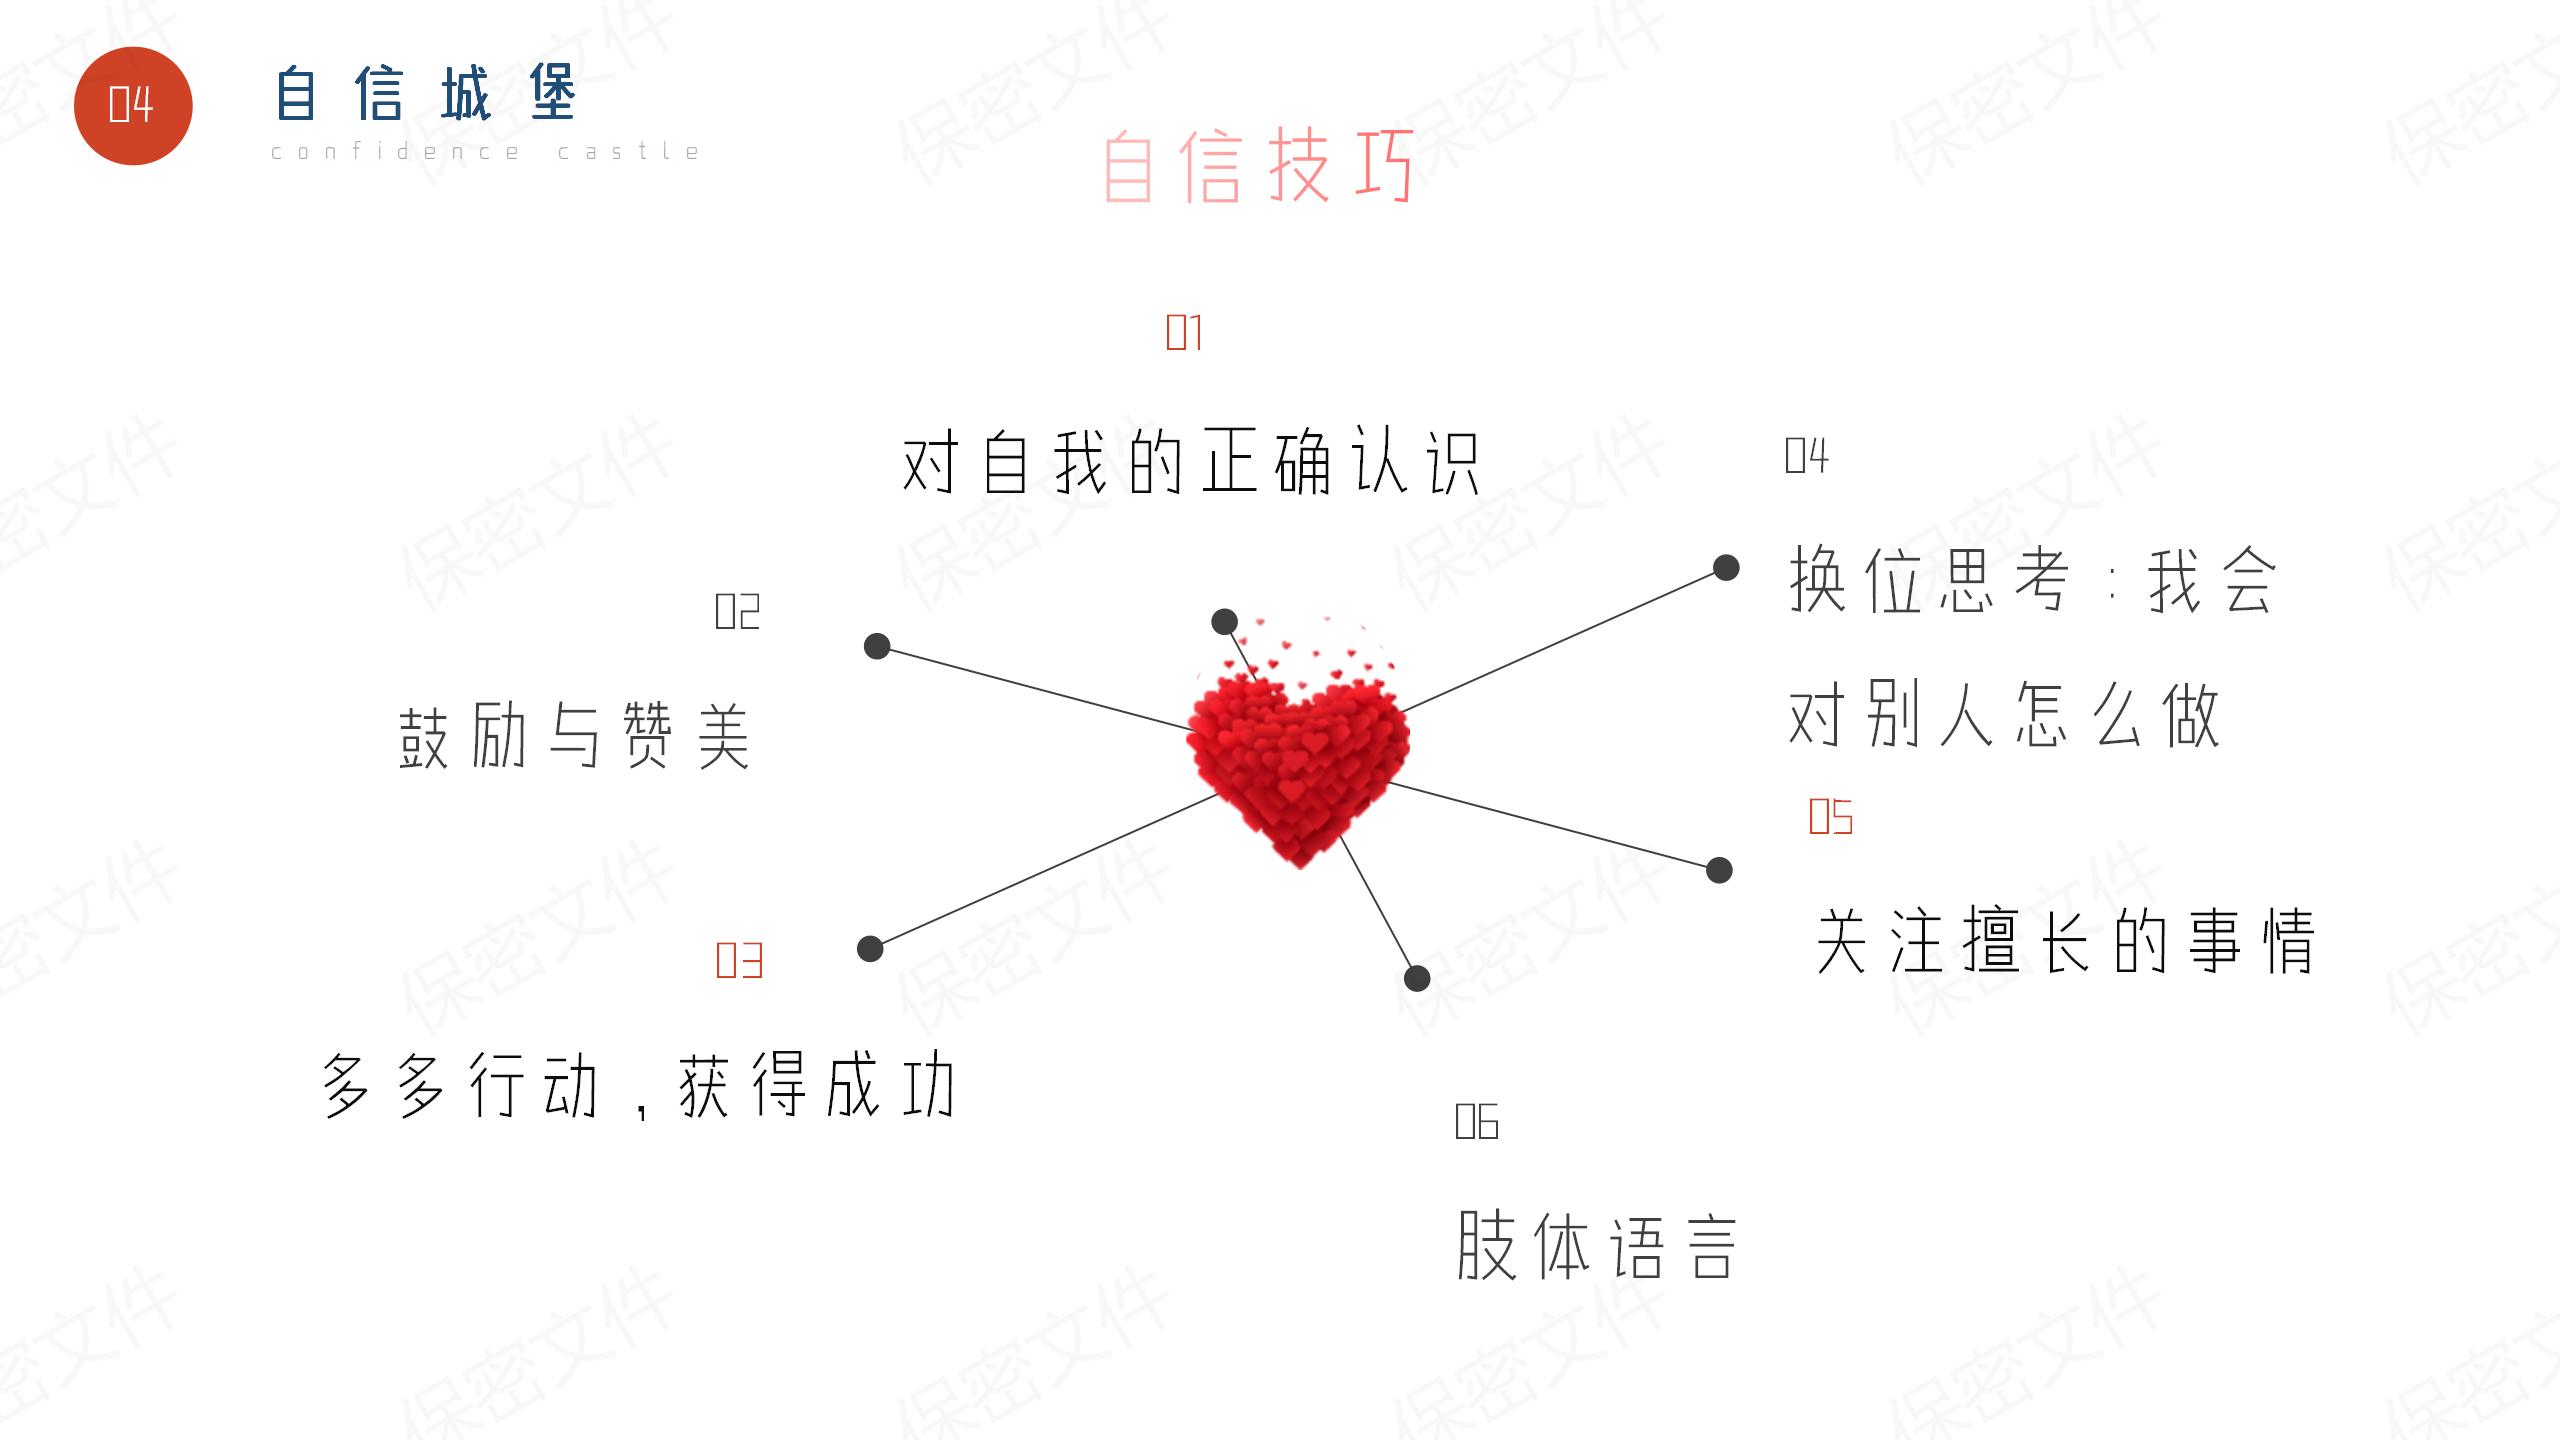 04
自信城堡
confidence castle
自信技巧
01
对自我的正确认识
02
鼓励与赞美
03
多多行动,获得成功
04
换位思考:我会
对别人怎么做
05
关注擅长的事情
06
肢体语言
保密文件